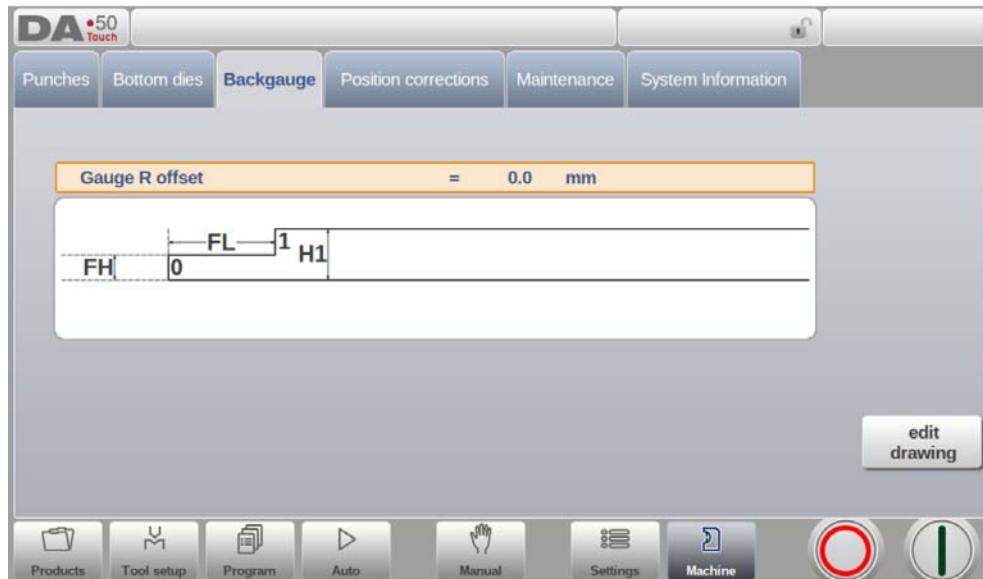 DA•50
Touch
Punches Bottom dies Backgauge Position corrections Maintenance System Information
Gauge R offset = 0.0 mm
FL 1 H1
FH 0
edit
drawing
Products Tool setup Program Auto Manual Settings Machine